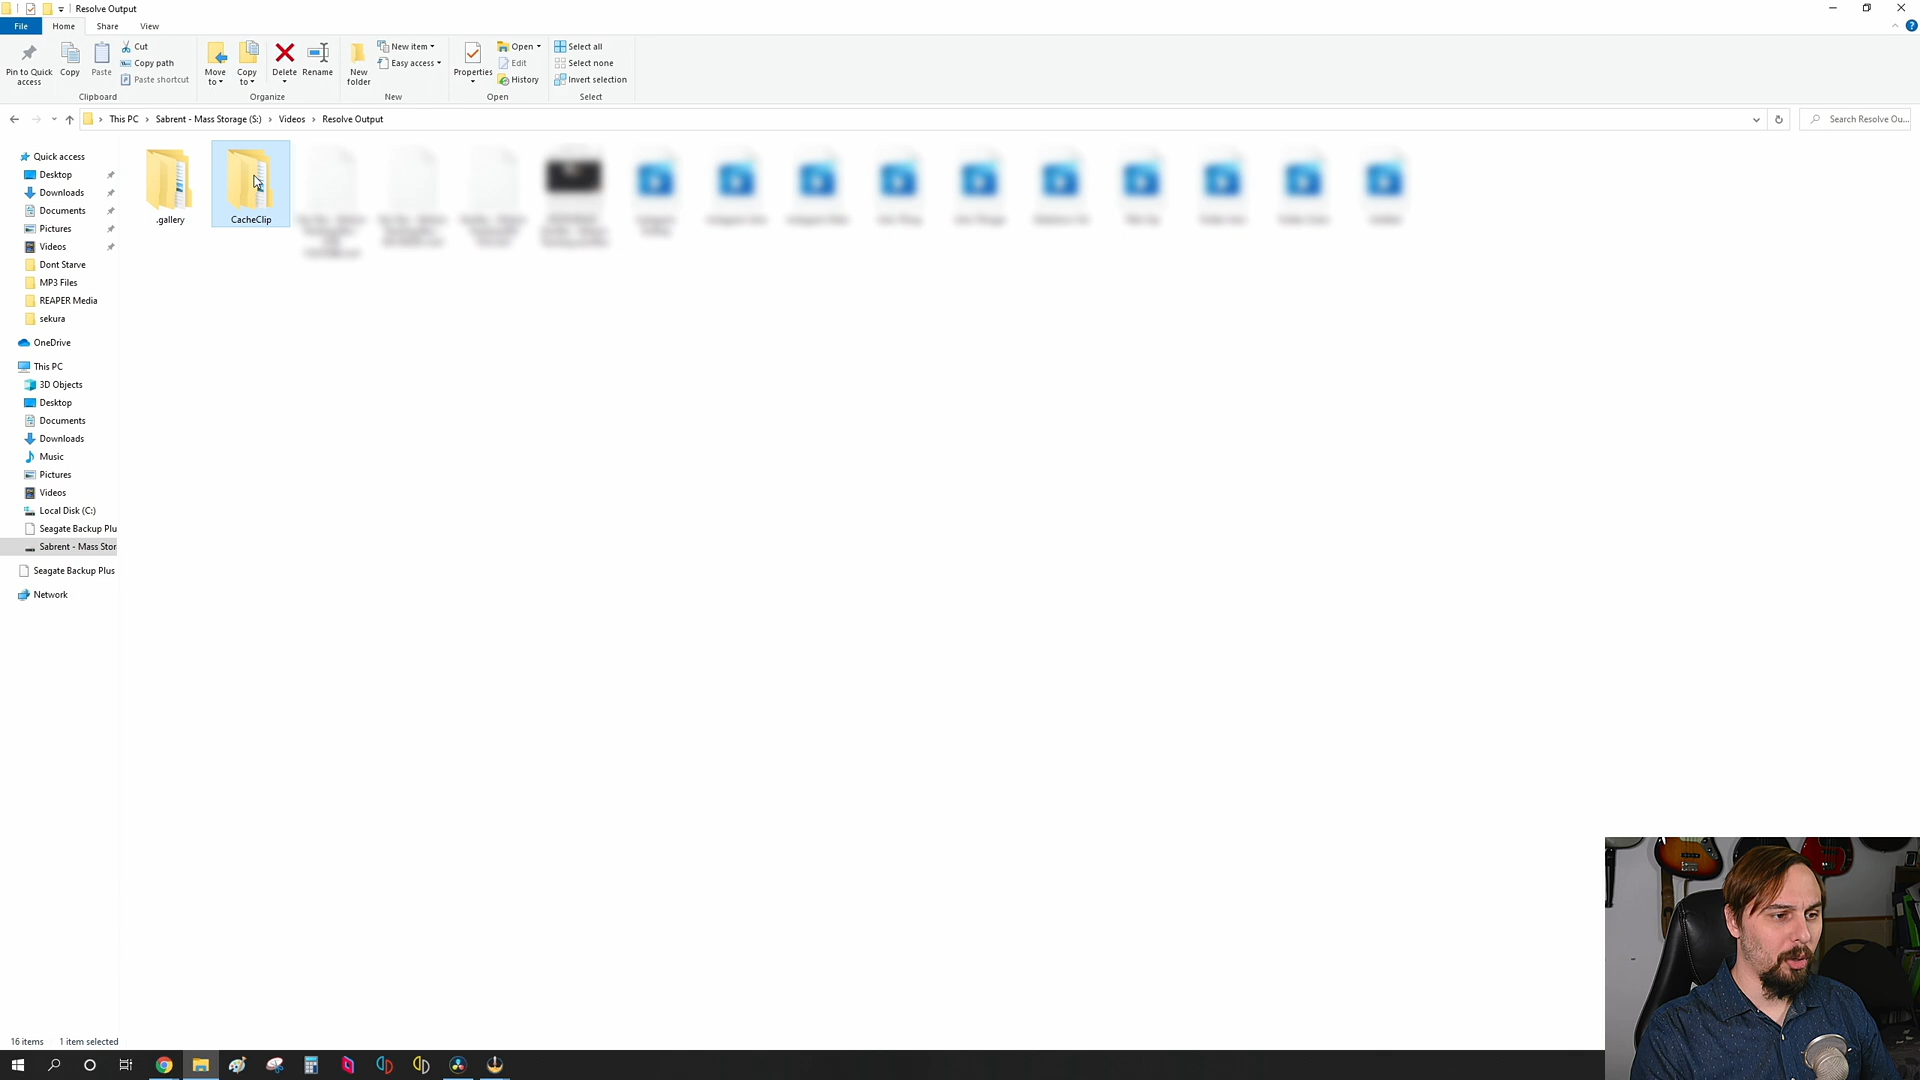 Resolve Output
File Home Share View
Pin to Quick access
Copy
Paste
Cut
Copy path
Paste shortcut
Move to
Copy to
Delete
Rename
New folder
New item
Easy access
Properties
Open
Edit
History
Select all
Select none
Invert selection
Clipboard Organize New Open Select
This PC Sabrent - Mass Storage (S:) Videos Resolve Output
Search Resolve Ou...
Quick access
Desktop
Downloads
Documents
Pictures
Videos
Dont Starve
MP3 Files
REAPER Media
sekura
OneDrive
This PC
3D Objects
Desktop
Documents
Downloads
Music
Pictures
Videos
Local Disk (C:)
Seagate Backup Plu
Sabrent - Mass Stor
Seagate Backup Plus
Network
.gallery
CacheClip
16 items 1 item selected